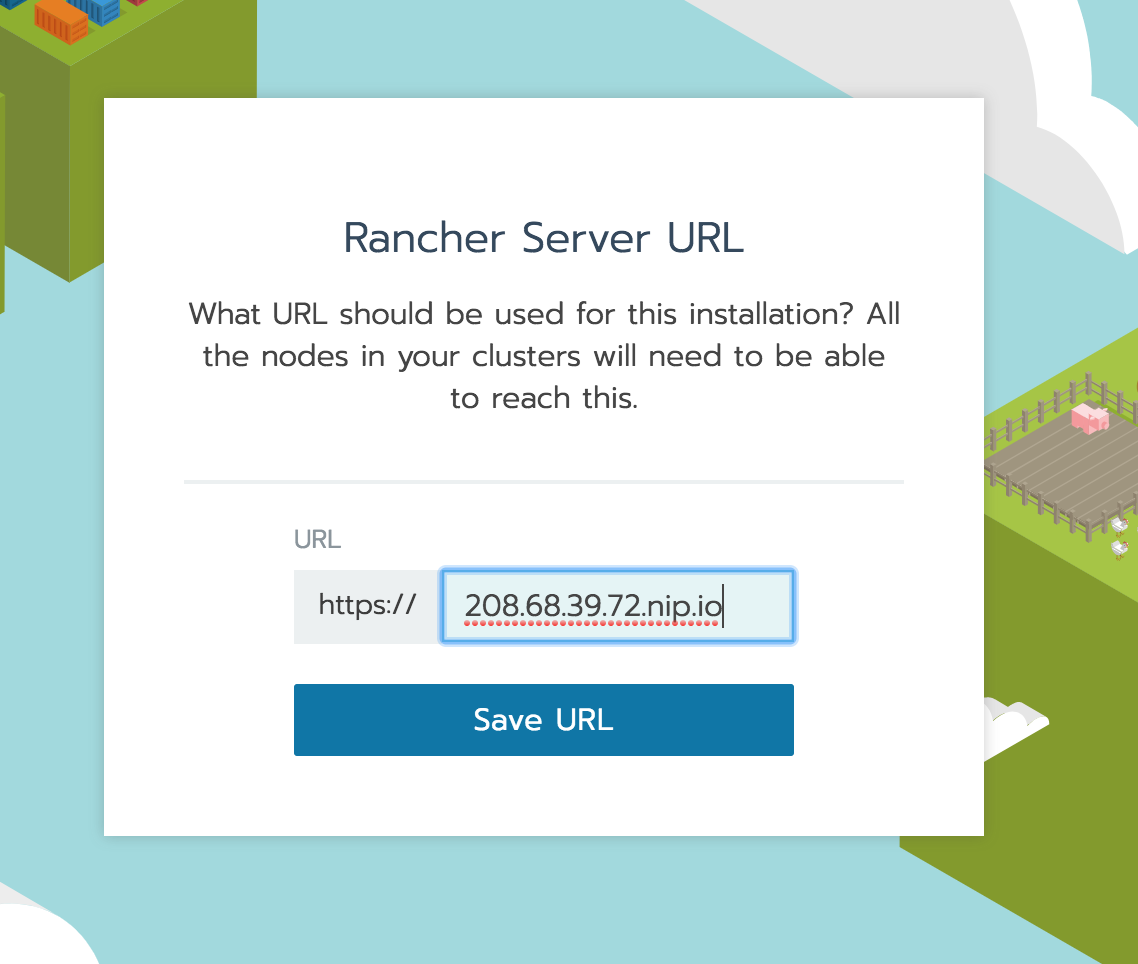 Rancher Server URL
What URL should be used for this installation? All
the nodes in your clusters will need to be able
to reach this.
URL
https:// 208.68.39.72.nip.io
Save URL